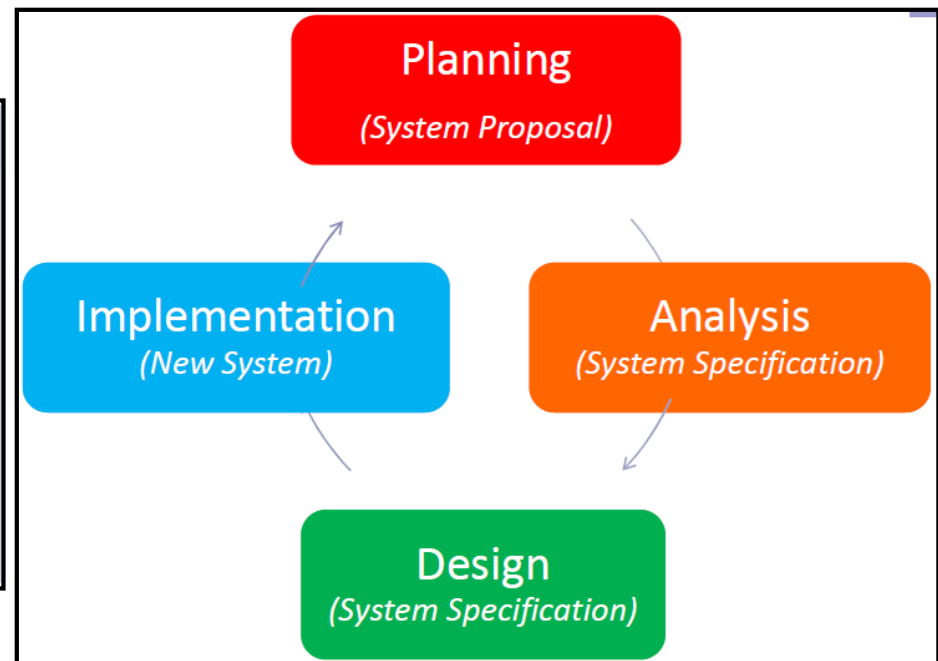 Planning
(System Proposal)
Implementation
(New System)
Analysis
(System Specification)
Design
(System Specification)